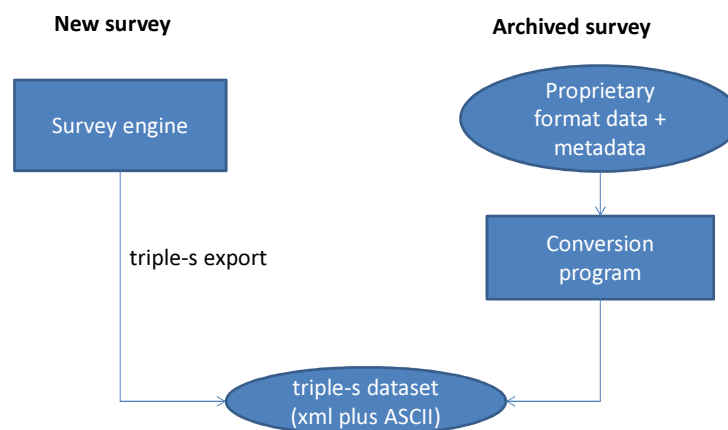 New survey
Archived survey
Survey engine
Proprietary
format data +
metadata
triple-s export
Conversion
program
triple-s dataset
(xml plus ASCII)